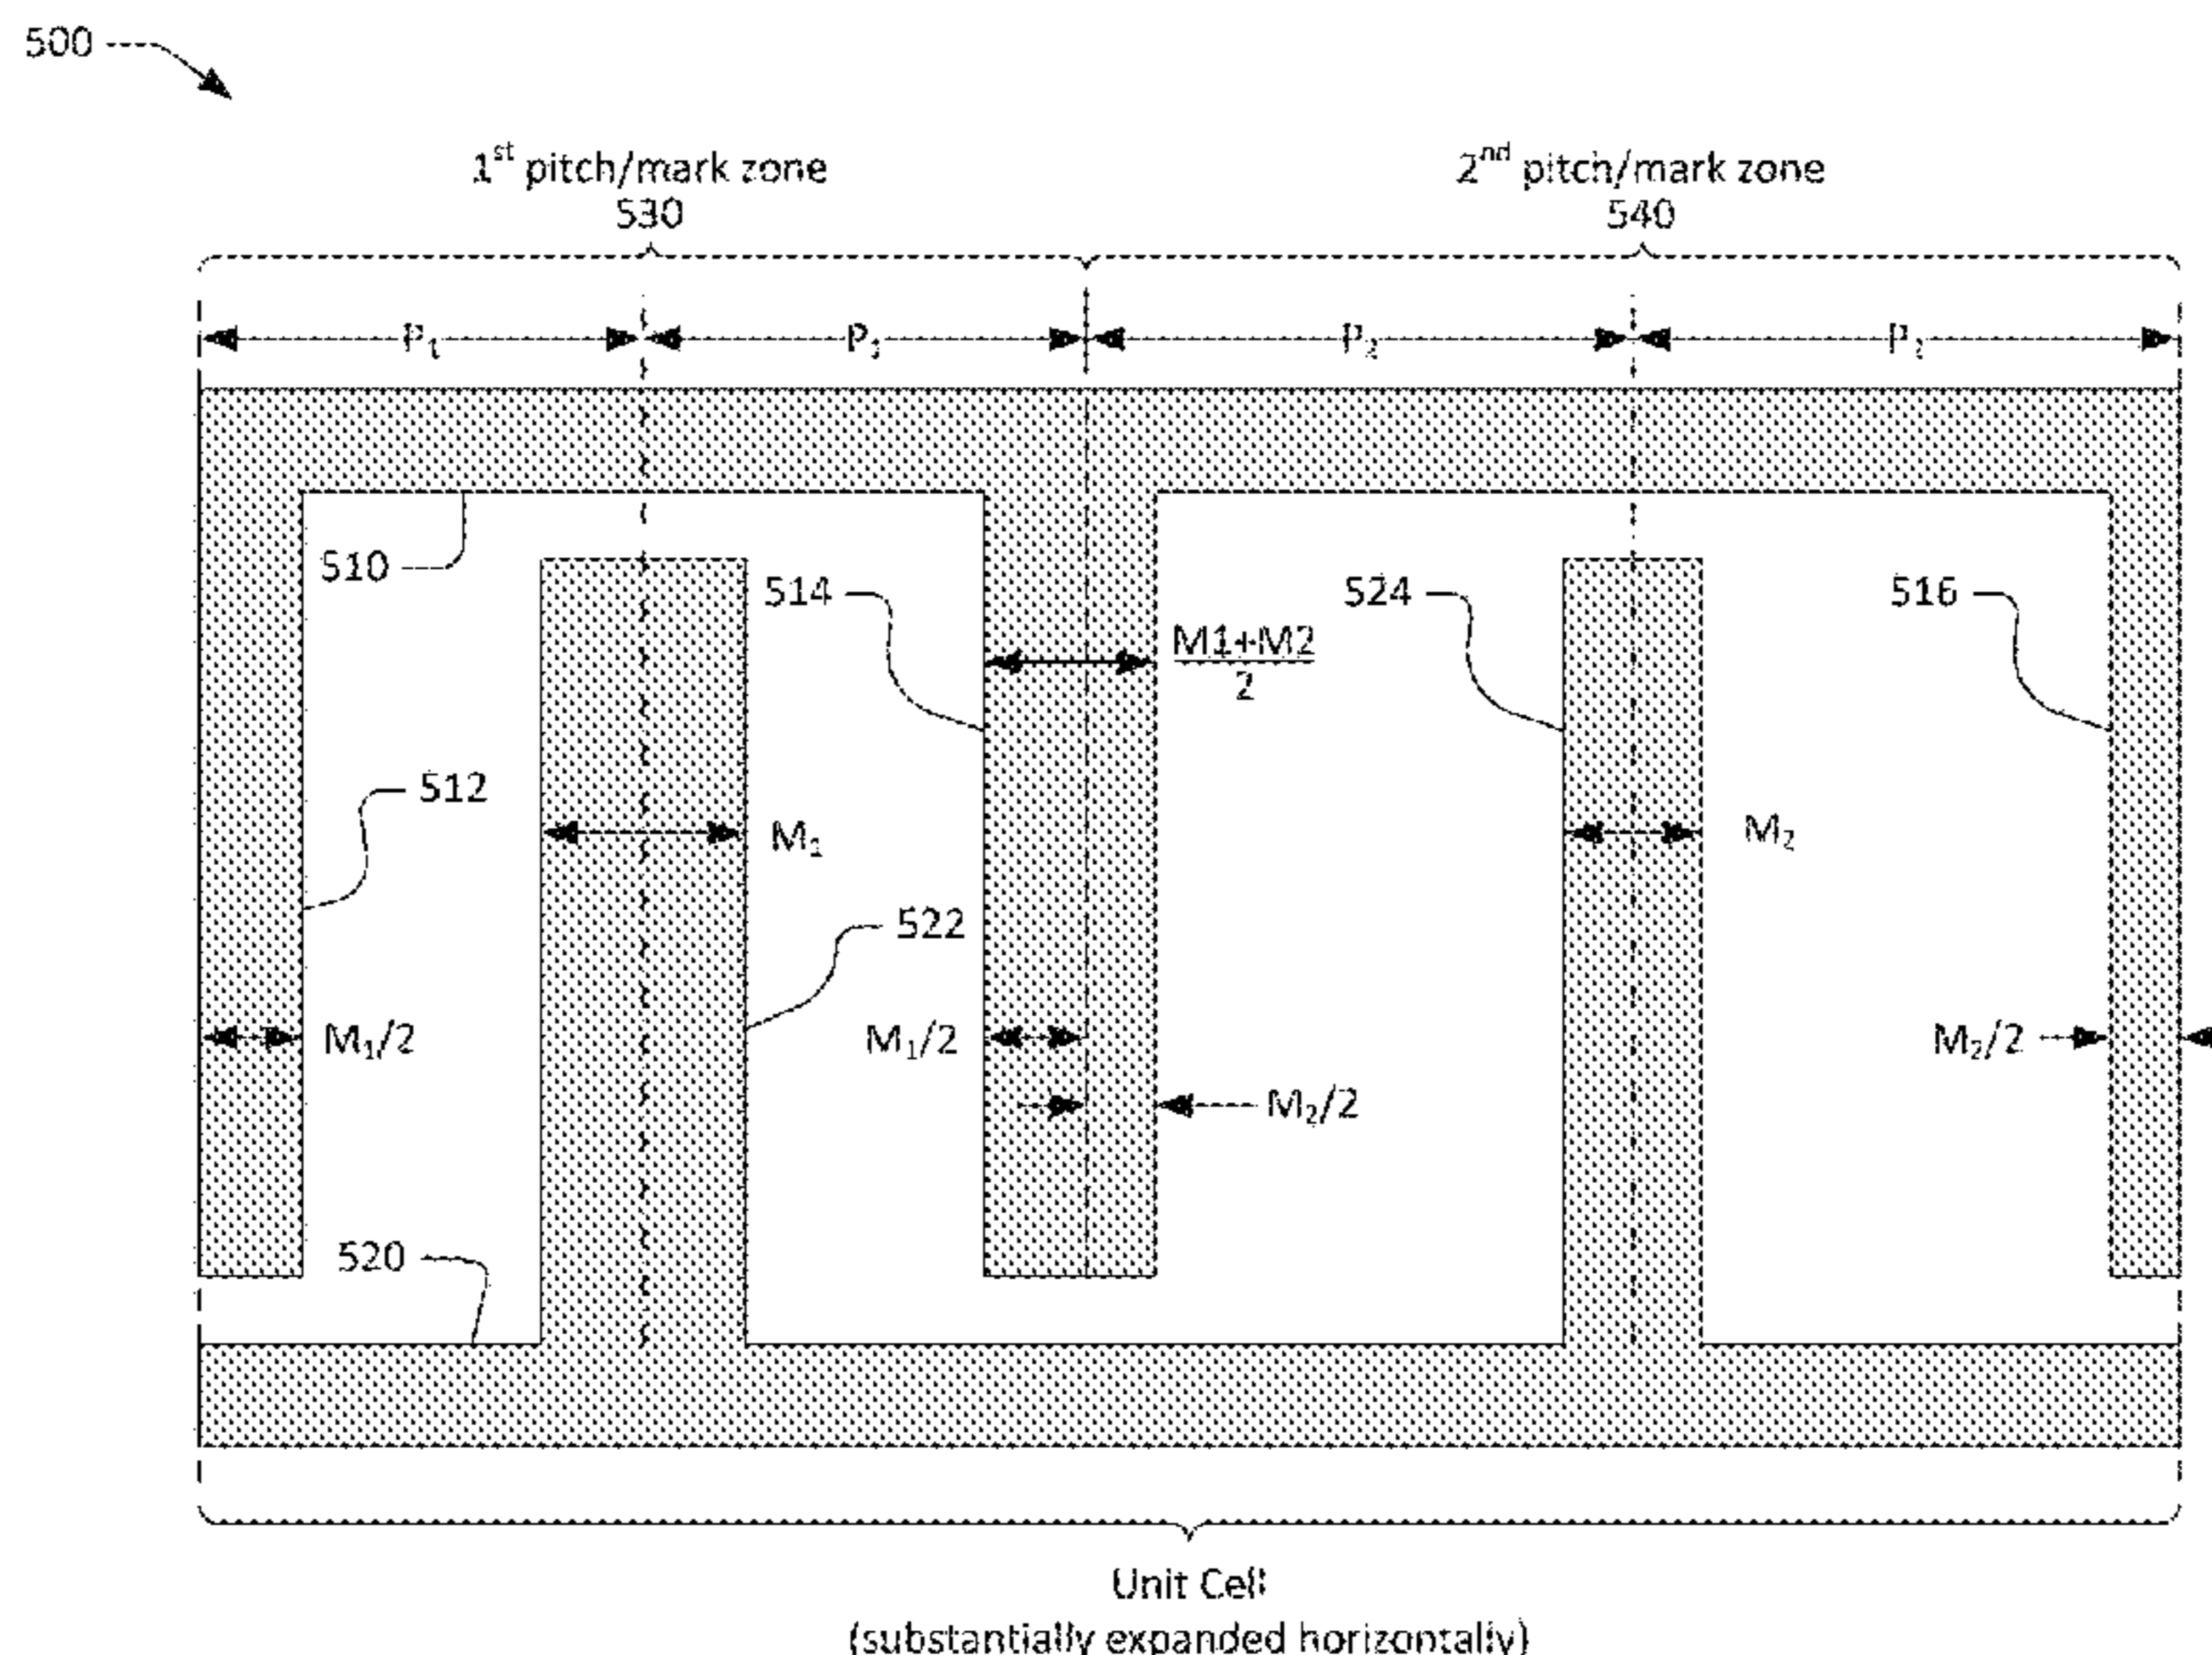 500
1st pitch/mark zone
530
2nd pitch/mark zone
540
P₁
P₁
P₂
P₂
510
514
524
516
M1+M2
2
512
M₁
M₂
522
M₁/2
M₁/2
M₂/2
M₂/2
520
Unit Cell
(substantially expanded horizontally)